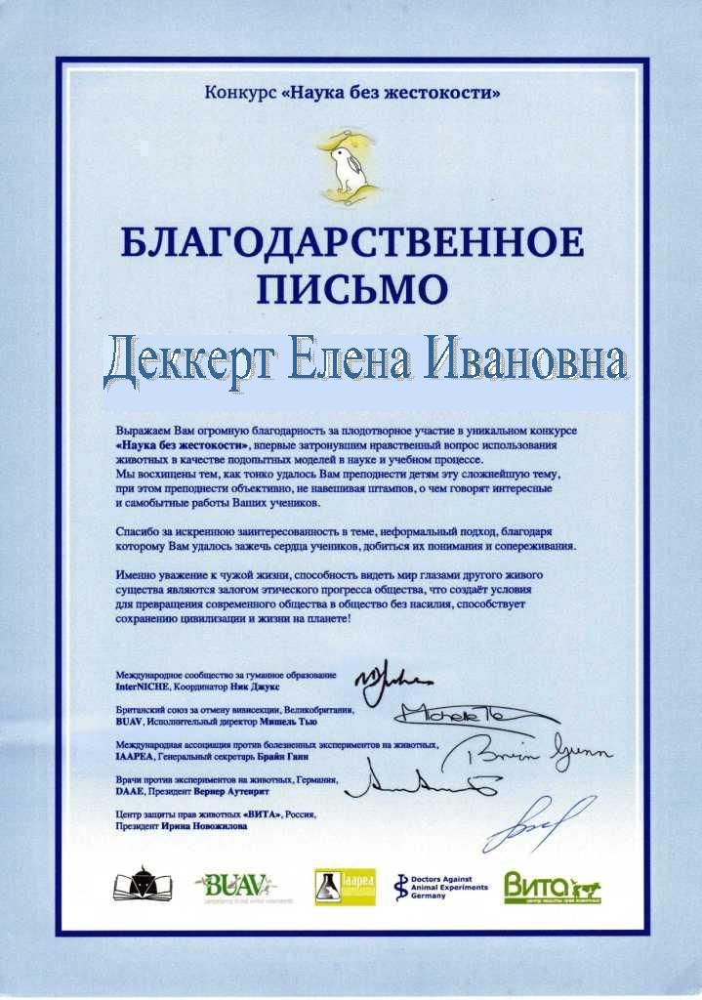 Конкурс «Наука без жестокости»
БЛАГОДАРСТВЕННОЕ
ПИСЬМО
Деккерт Елена Ивановна
Выражаем Вам огромную благодарность за плодотворное участие в уникальном конкурсе
«Наука без жестокости», впервые затронувшим нравственный вопрос использования
животных в качестве подопытных моделей в науке и учебном процессе.
Мы восхищены тем, как тонко удалось Вам преподнести детям эту сложнейшую тему,
при этом преподнести объективно, не навешивая штампов, о чем говорят интересные
и самобытные работы Ваших учеников.
Спасибо за искреннюю заинтересованность в теме, неформальный подход, благодаря
которому Вам удалось зажечь сердца учеников, добиться их понимания и сопереживания.
Именно уважение к чужой жизни, способность видеть мир глазами другого живого
существа являются залогом этического прогресса общества, что создаёт условия
для превращения современного общества в общество без насилия, способствует
сохранению цивилизации и жизни на планете!
Международное сообщество за гуманное образование
InterNICHE, Координатор Ник Джукс
Британский союз за отмену вивисекции, Великобритания,
BUAV, Исполнительный директор Мишель Тью
Международная ассоциация против болезненных экспериментов на животных,
IAAPEA, Генеральный секретарь Брайн Ганн
Врачи против экспериментов на животных, Германия,
DAAE, Президент Вернер Аутенрит
Центр защиты прав животных «ВИТА», Россия,
Президент Ирина Новожилова
BUAV
Iaapea
Doctors Against
Animal Experiments
Germany
Вита
центр защиты прав животных